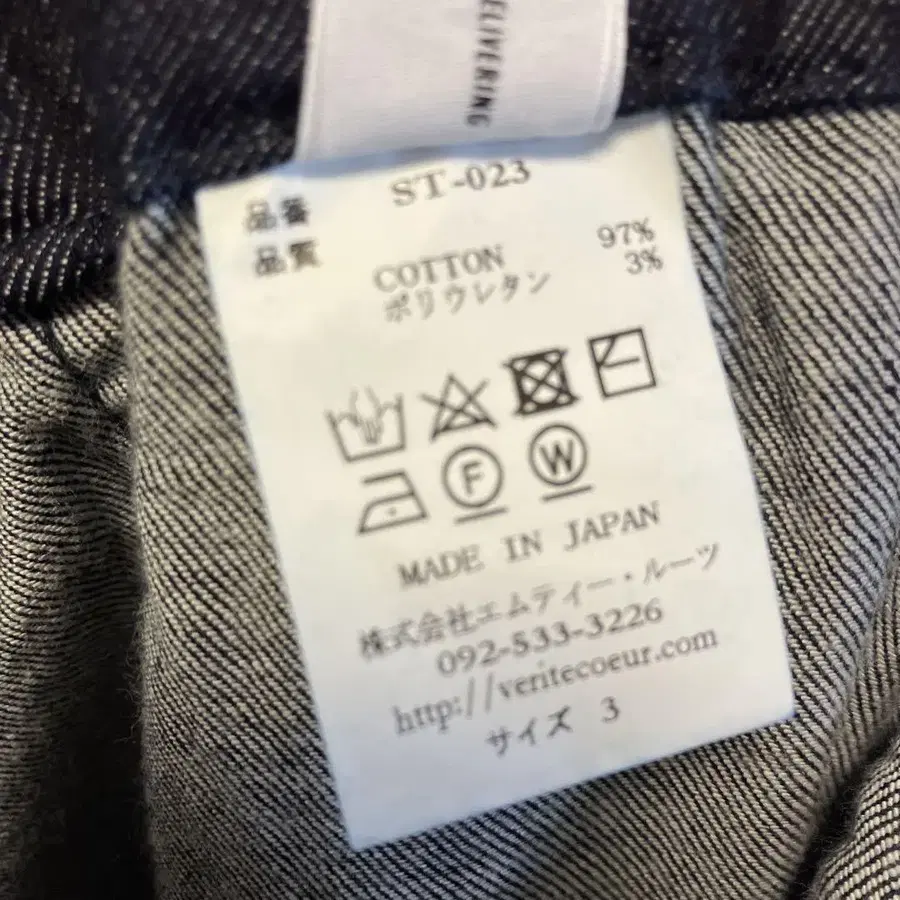 ELIVERING
品番 ST-023
品質 COTTON 97%
ポリウレタン 3%
F W
MADE IN JAPAN
株式会社エムティー・ルーツ
092-533-3226
http://veritecoeur.com
サイズ 3